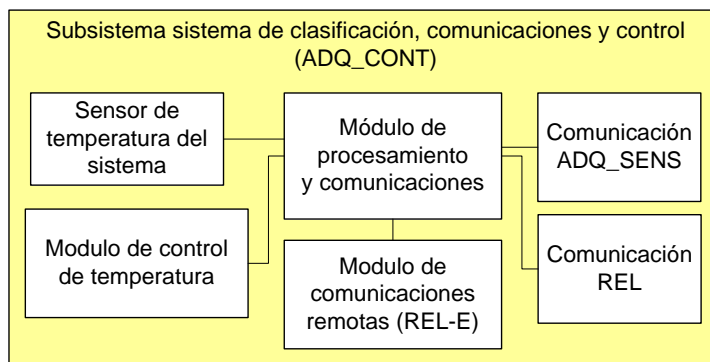 Subsistema sistema de clasificación, comunicaciones y control
(ADQ_CONT)
Sensor de
temperatura del
sistema
Módulo de
procesamiento
y comunicaciones
Comunicación
ADQ_SENS
Modulo de control
de temperatura
Modulo de
comunicaciones
remotas (REL-E)
Comunicación
REL